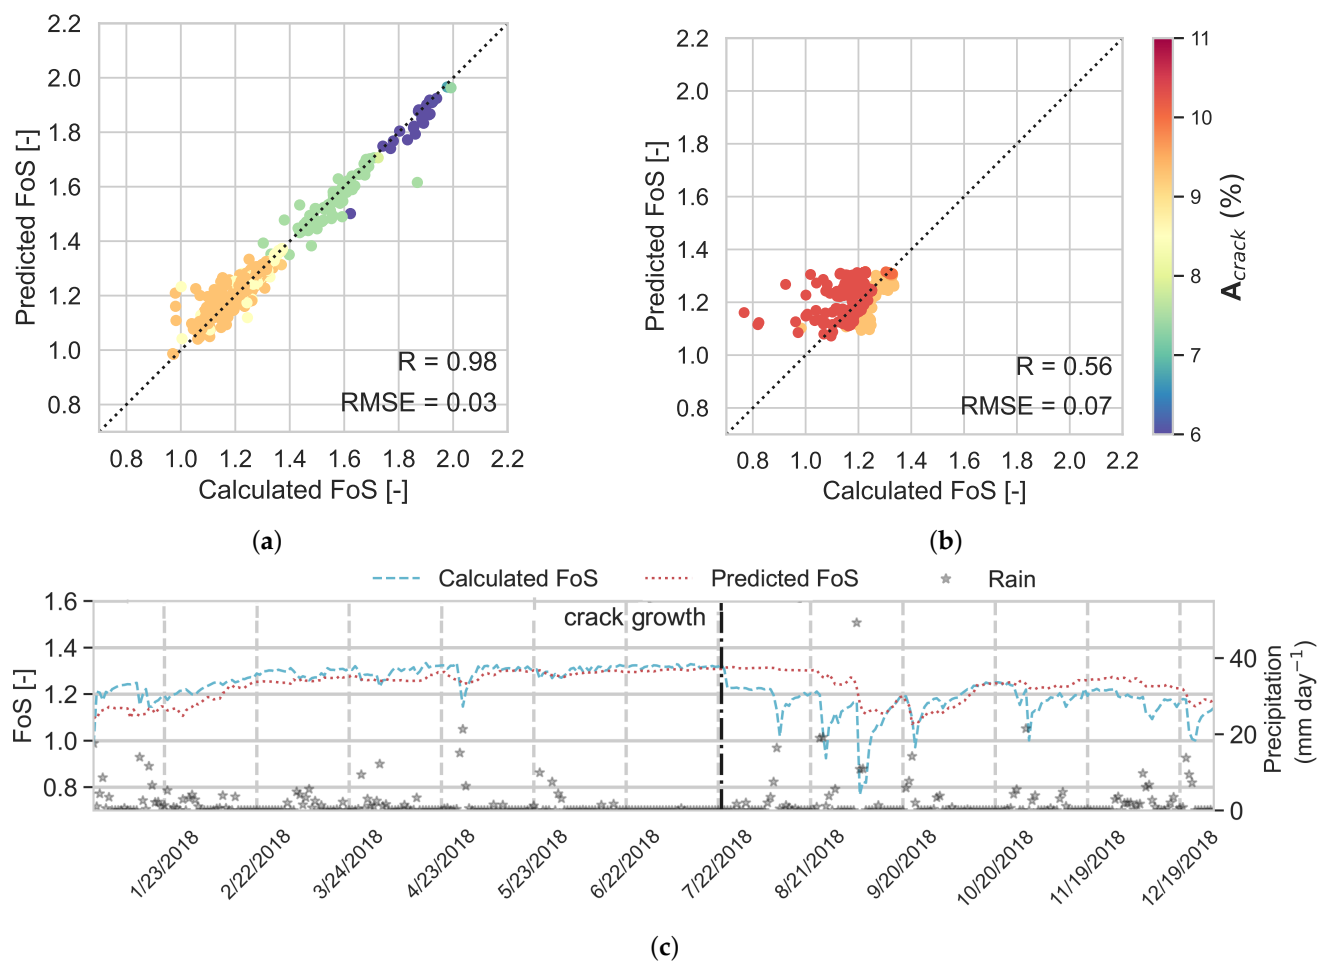 2.2
2.0
1.8
1.6
1.4
1.2
1.0
0.8
Predicted FoS [-]
R = 0.98
RMSE = 0.03
0.8 1.0 1.2 1.4 1.6 1.8 2.0 2.2
Calculated FoS [-]
(a)
2.2
2.0
1.8
1.6
1.4
1.2
1.0
0.8
Predicted FoS [-]
R = 0.56
RMSE = 0.07
0.8 1.0 1.2 1.4 1.6 1.8 2.0 2.2
Calculated FoS [-]
(b)
11
10
9
8
7
6
A_crack (%)
Calculated FoS Predicted FoS Rain
crack growth
1.6
1.4
1.2
1.0
0.8
FoS [-]
40
20
0
Precipitation
(mm day⁻¹)
1/23/2018 2/22/2018 3/24/2018 4/23/2018 5/23/2018 6/22/2018 7/22/2018 8/21/2018 9/20/2018 10/20/2018 11/19/2018 12/19/2018
(c)